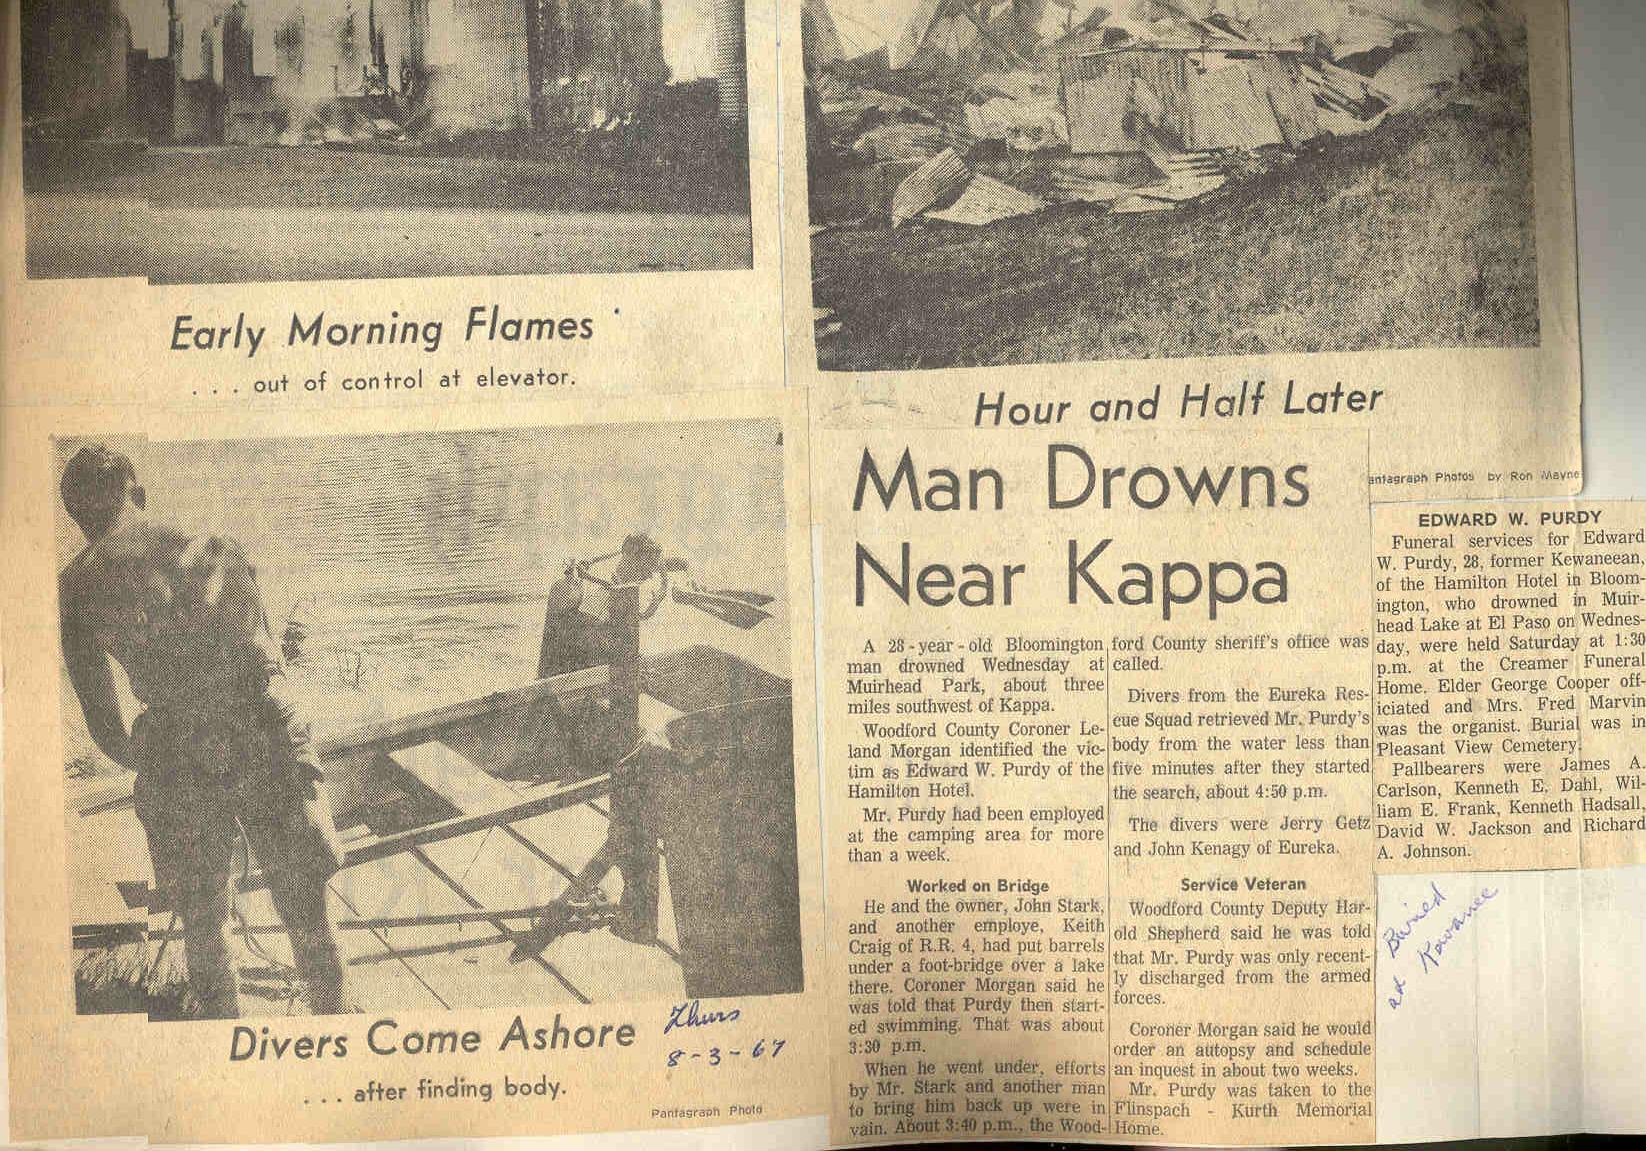 Early Morning Flames
. . . out of control at elevator.
Hour and Half Later
antagraph Photos by Ron Mayne
Divers Come Ashore
. . . after finding body.
Pantagraph Photo
Thurs
8-3-67
Man Drowns
Near Kappa
A 28-year-old Bloomington
man drowned Wednesday at
Muirhead Park, about three
miles southwest of Kappa.
Woodford County Coroner Le-
land Morgan identified the vic-
tim as Edward W. Purdy of the
Hamilton Hotel.
Mr. Purdy had been employed
at the camping area for more
than a week.
Worked on Bridge
He and the owner, John Stark,
and another employe, Keith
Craig of R.R. 4, had put barrels
under a foot-bridge over a lake
there. Coroner Morgan said he
was told that Purdy then start-
ed swimming. That was about
3:30 p.m.
When he went under, efforts
by Mr. Stark and another man
to bring him back up were in
vain. About 3:40 p.m., the Wood-
ford County sheriff's office was
called.
Divers from the Eureka Res-
cue Squad retrieved Mr. Purdy's
body from the water less than
five minutes after they started
the search, about 4:50 p.m.
The divers were Jerry Getz
and John Kenagy of Eureka.
Service Veteran
Woodford County Deputy Har-
old Shepherd said he was told
that Mr. Purdy was only recent-
ly discharged from the armed
forces.
Coroner Morgan said he would
order an autopsy and schedule
an inquest in about two weeks.
Mr. Purdy was taken to the
Flinspach - Kurth Memorial
Home.
EDWARD W. PURDY
Funeral services for Edward
W. Purdy, 28, former Kewaneean,
of the Hamilton Hotel in Bloom-
ington, who drowned in Muir-
head Lake at El Paso on Wednes-
day, were held Saturday at 1:30
p.m. at the Creamer Funeral
Home. Elder George Cooper off-
iciated and Mrs. Fred Marvin
was the organist. Burial was in
Pleasant View Cemetery.
Pallbearers were James A.
Carlson, Kenneth E. Dahl, Wil-
liam E. Frank, Kenneth Hadsall,
David W. Jackson and Richard
A. Johnson.
Buried
at Kewanee